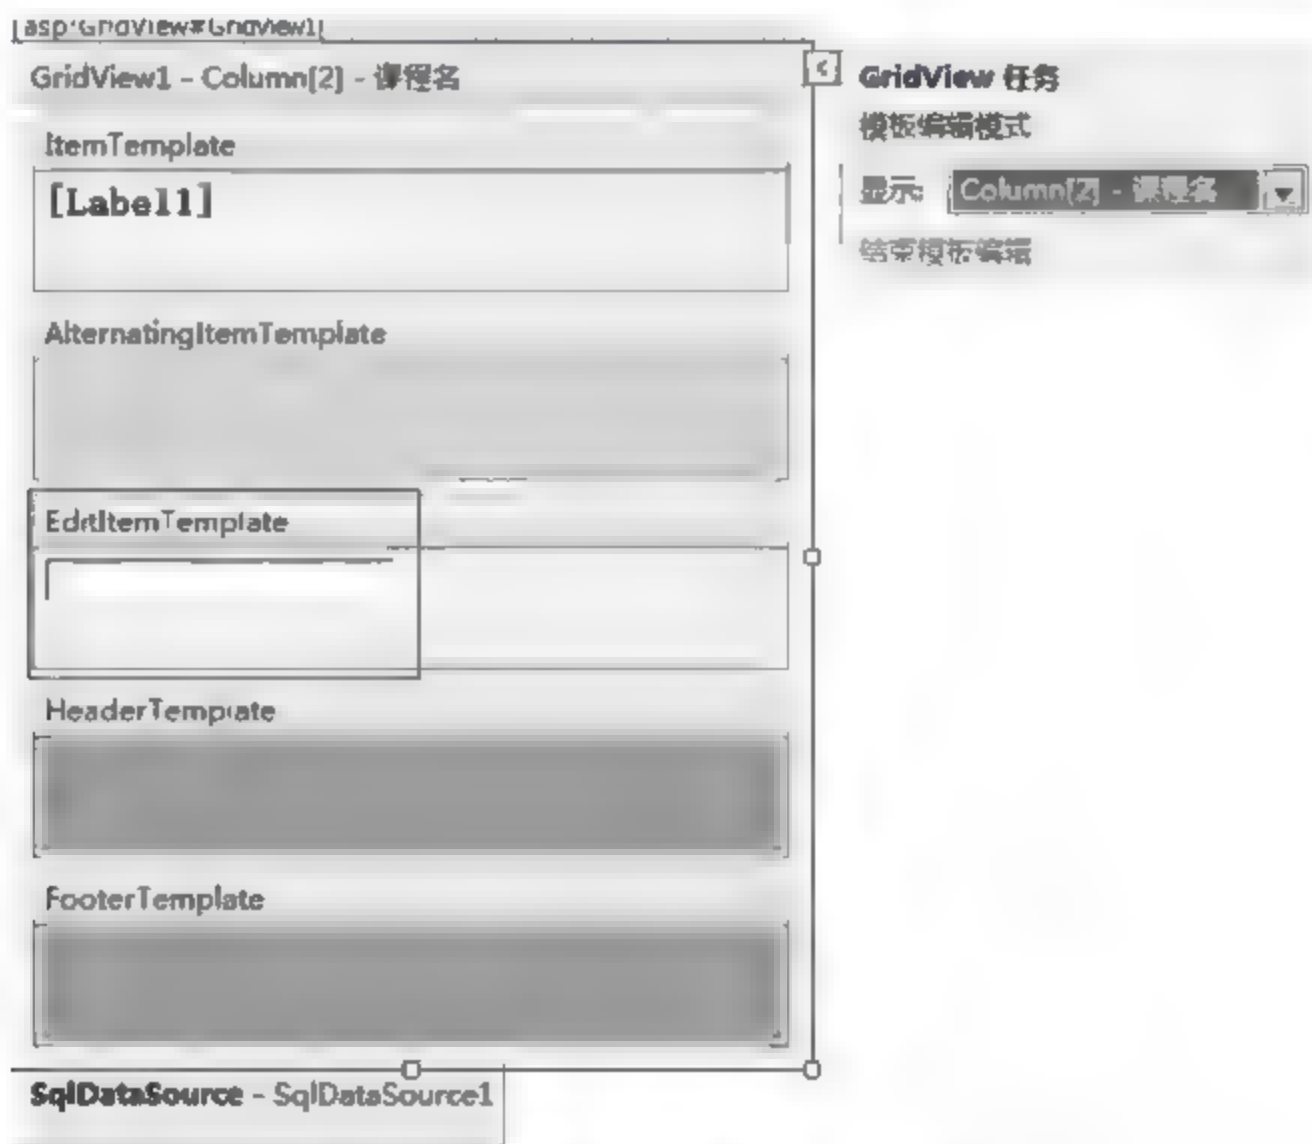 [asp:GridView#GridView1]
GridView1 - Column[2] - 课程名
ItemTemplate
[Label1]
AlternatingItemTemplate
EditItemTemplate
HeaderTemplate
FooterTemplate
SqlDataSource - SqlDataSource1
GridView 任务
模板编辑模式
显示: Column[2] - 课程名
结束模板编辑